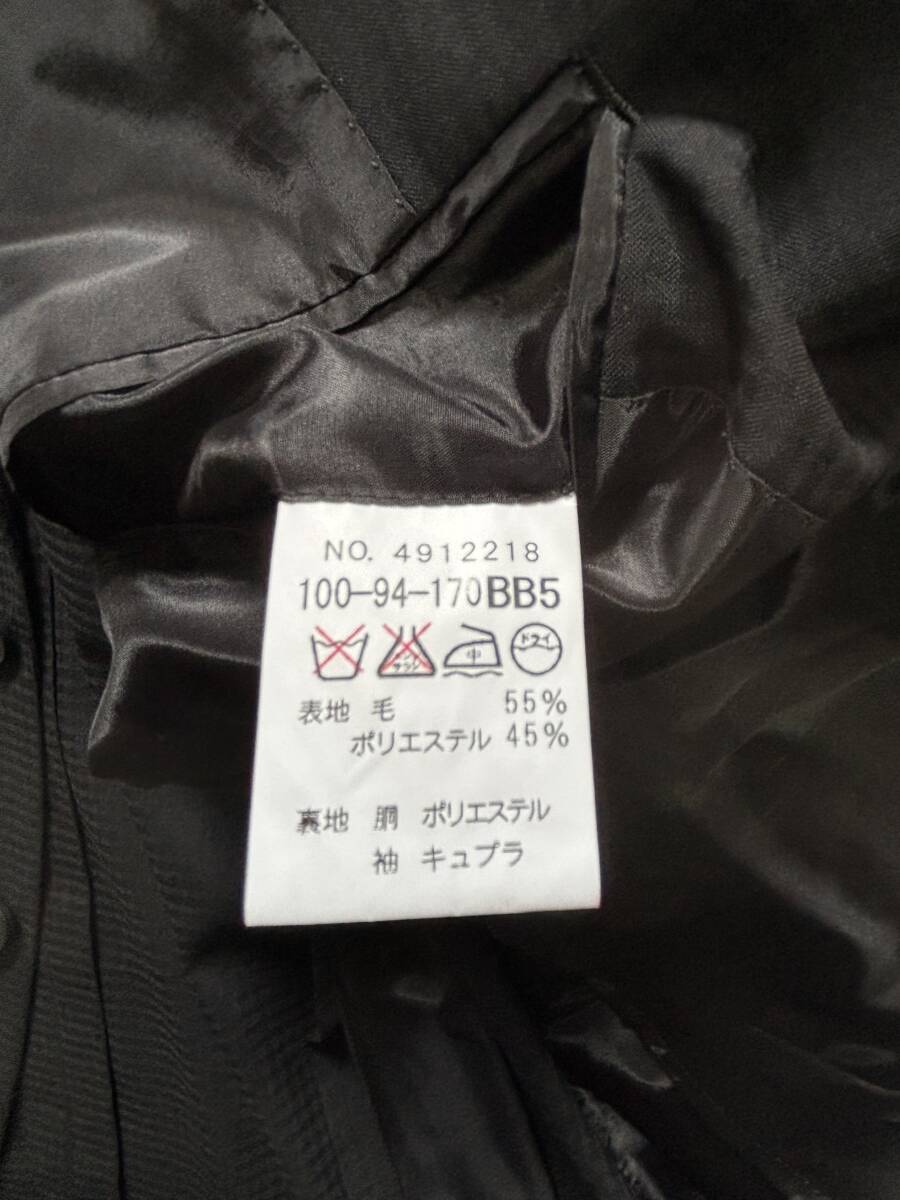 NO. 4912218
100-94-170BB5
中 ドライ
表地 毛 55%
ポリエステル 45%
裏地 胴 ポリエステル
袖 キュプラ